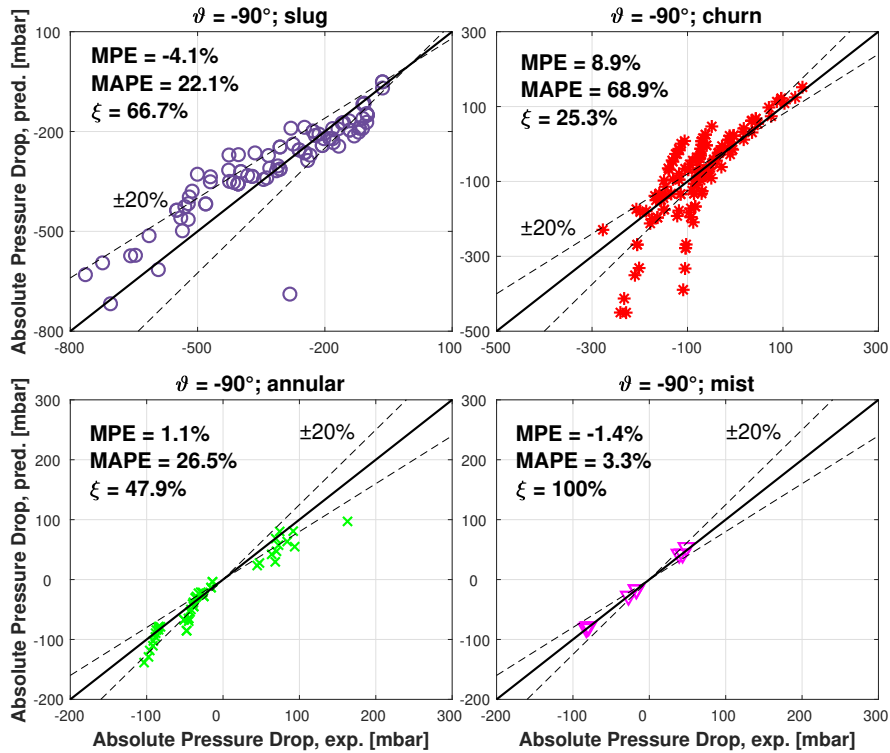 ϑ = -90°; slug
Absolute Pressure Drop, pred. [mbar]
100
-200
-500
-800
MPE = -4.1%
MAPE = 22.1%
ξ = 66.7%
±20%
-800
-500
-200
100
ϑ = -90°; churn
300
100
-100
-300
-500
MPE = 8.9%
MAPE = 68.9%
ξ = 25.3%
±20%
-500
-300
-100
100
300
ϑ = -90°; annular
Absolute Pressure Drop, pred. [mbar]
300
200
100
0
-100
-200
MPE = 1.1%
MAPE = 26.5%
ξ = 47.9%
±20%
-200
-100
0
100
200
300
Absolute Pressure Drop, exp. [mbar]
ϑ = -90°; mist
300
200
100
0
-100
-200
MPE = -1.4%
MAPE = 3.3%
ξ = 100%
±20%
-200
-100
0
100
200
300
Absolute Pressure Drop, exp. [mbar]